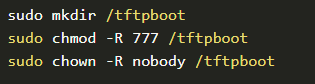 sudo mkdir /tftpboot
sudo chmod -R 777 /tftpboot
sudo chown -R nobody /tftpboot